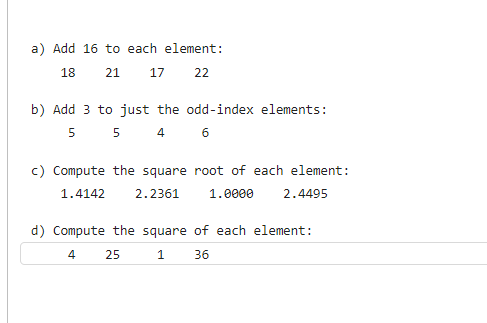 a) Add 16 to each element:
18 21 17 22
b) Add 3 to just the odd-index elements:
5 5 4 6
c) Compute the square root of each element:
1.4142 2.2361 1.0000 2.4495
d) Compute the square of each element:
4 25 1 36